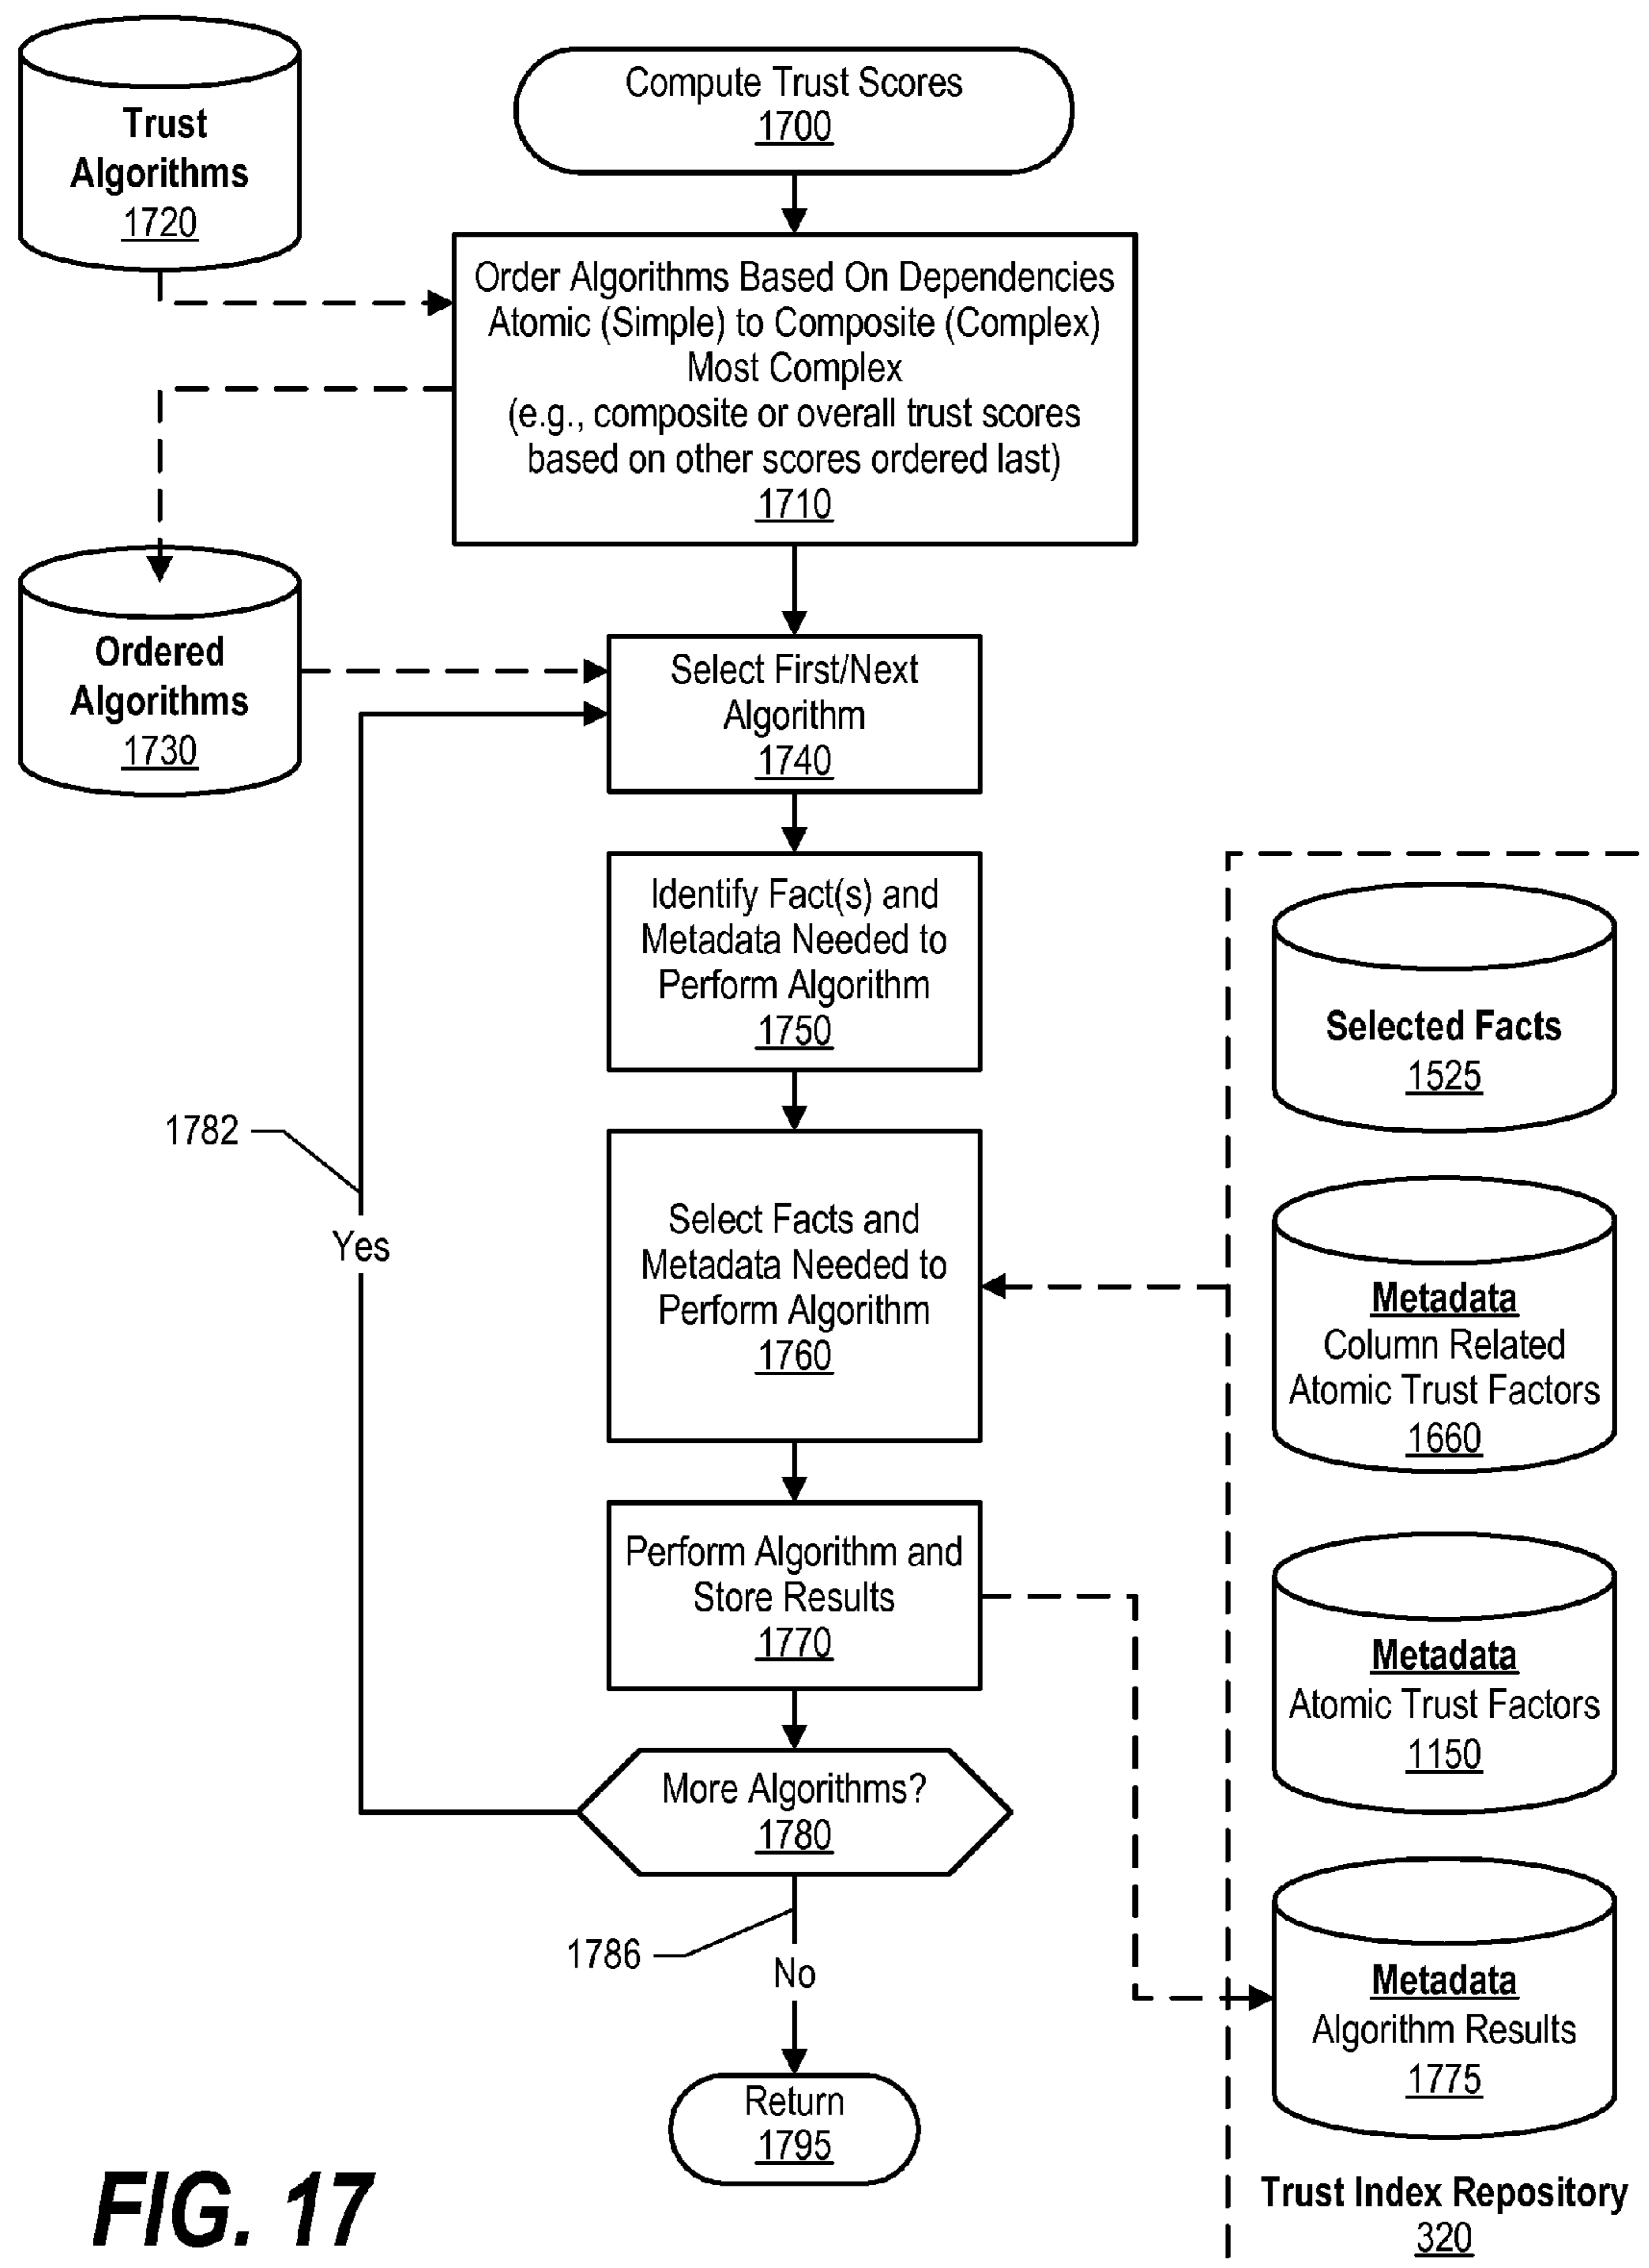 Trust
Algorithms
1720
Compute Trust Scores
1700
Order Algorithms Based On Dependencies
Atomic (Simple) to Composite (Complex)
Most Complex
(e.g., composite or overall trust scores
based on other scores ordered last)
1710
Ordered
Algorithms
1730
Select First/Next
Algorithm
1740
Identify Fact(s) and
Metadata Needed to
Perform Algorithm
1750
Selected Facts
1525
1782
Yes
Select Facts and
Metadata Needed to
Perform Algorithm
1760
Metadata
Column Related
Atomic Trust Factors
1660
Perform Algorithm and
Store Results
1770
Metadata
Atomic Trust Factors
1150
More Algorithms?
1780
1786
No
Metadata
Algorithm Results
1775
Return
1795
Trust Index Repository
320
FIG. 17